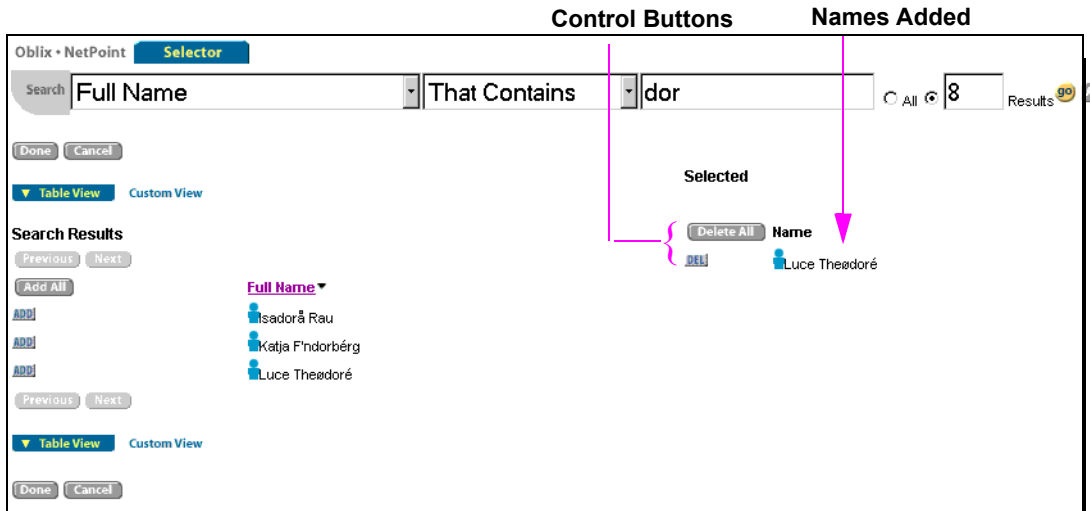 Control Buttons Names Added
Oblix • NetPoint Selector
Search Full Name That Contains dor All 8 Results go
Done Cancel
Selected
▼ Table View Custom View
Search Results
Delete All Name
Previous Next
DEL Luce Theødoré
Add All Full Name
ADD Isadorå Rau
ADD Katja F'ndorbérg
ADD Luce Theødoré
Previous Next
▼ Table View Custom View
Done Cancel